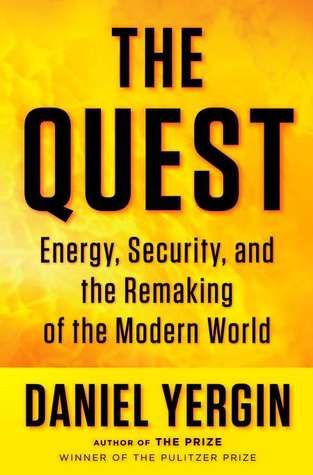 THE
QUEST
Energy, Security, and
the Remaking
of the Modern World
DANIEL YERGIN
AUTHOR OF THE PRIZE
WINNER OF THE PULITZER PRIZE